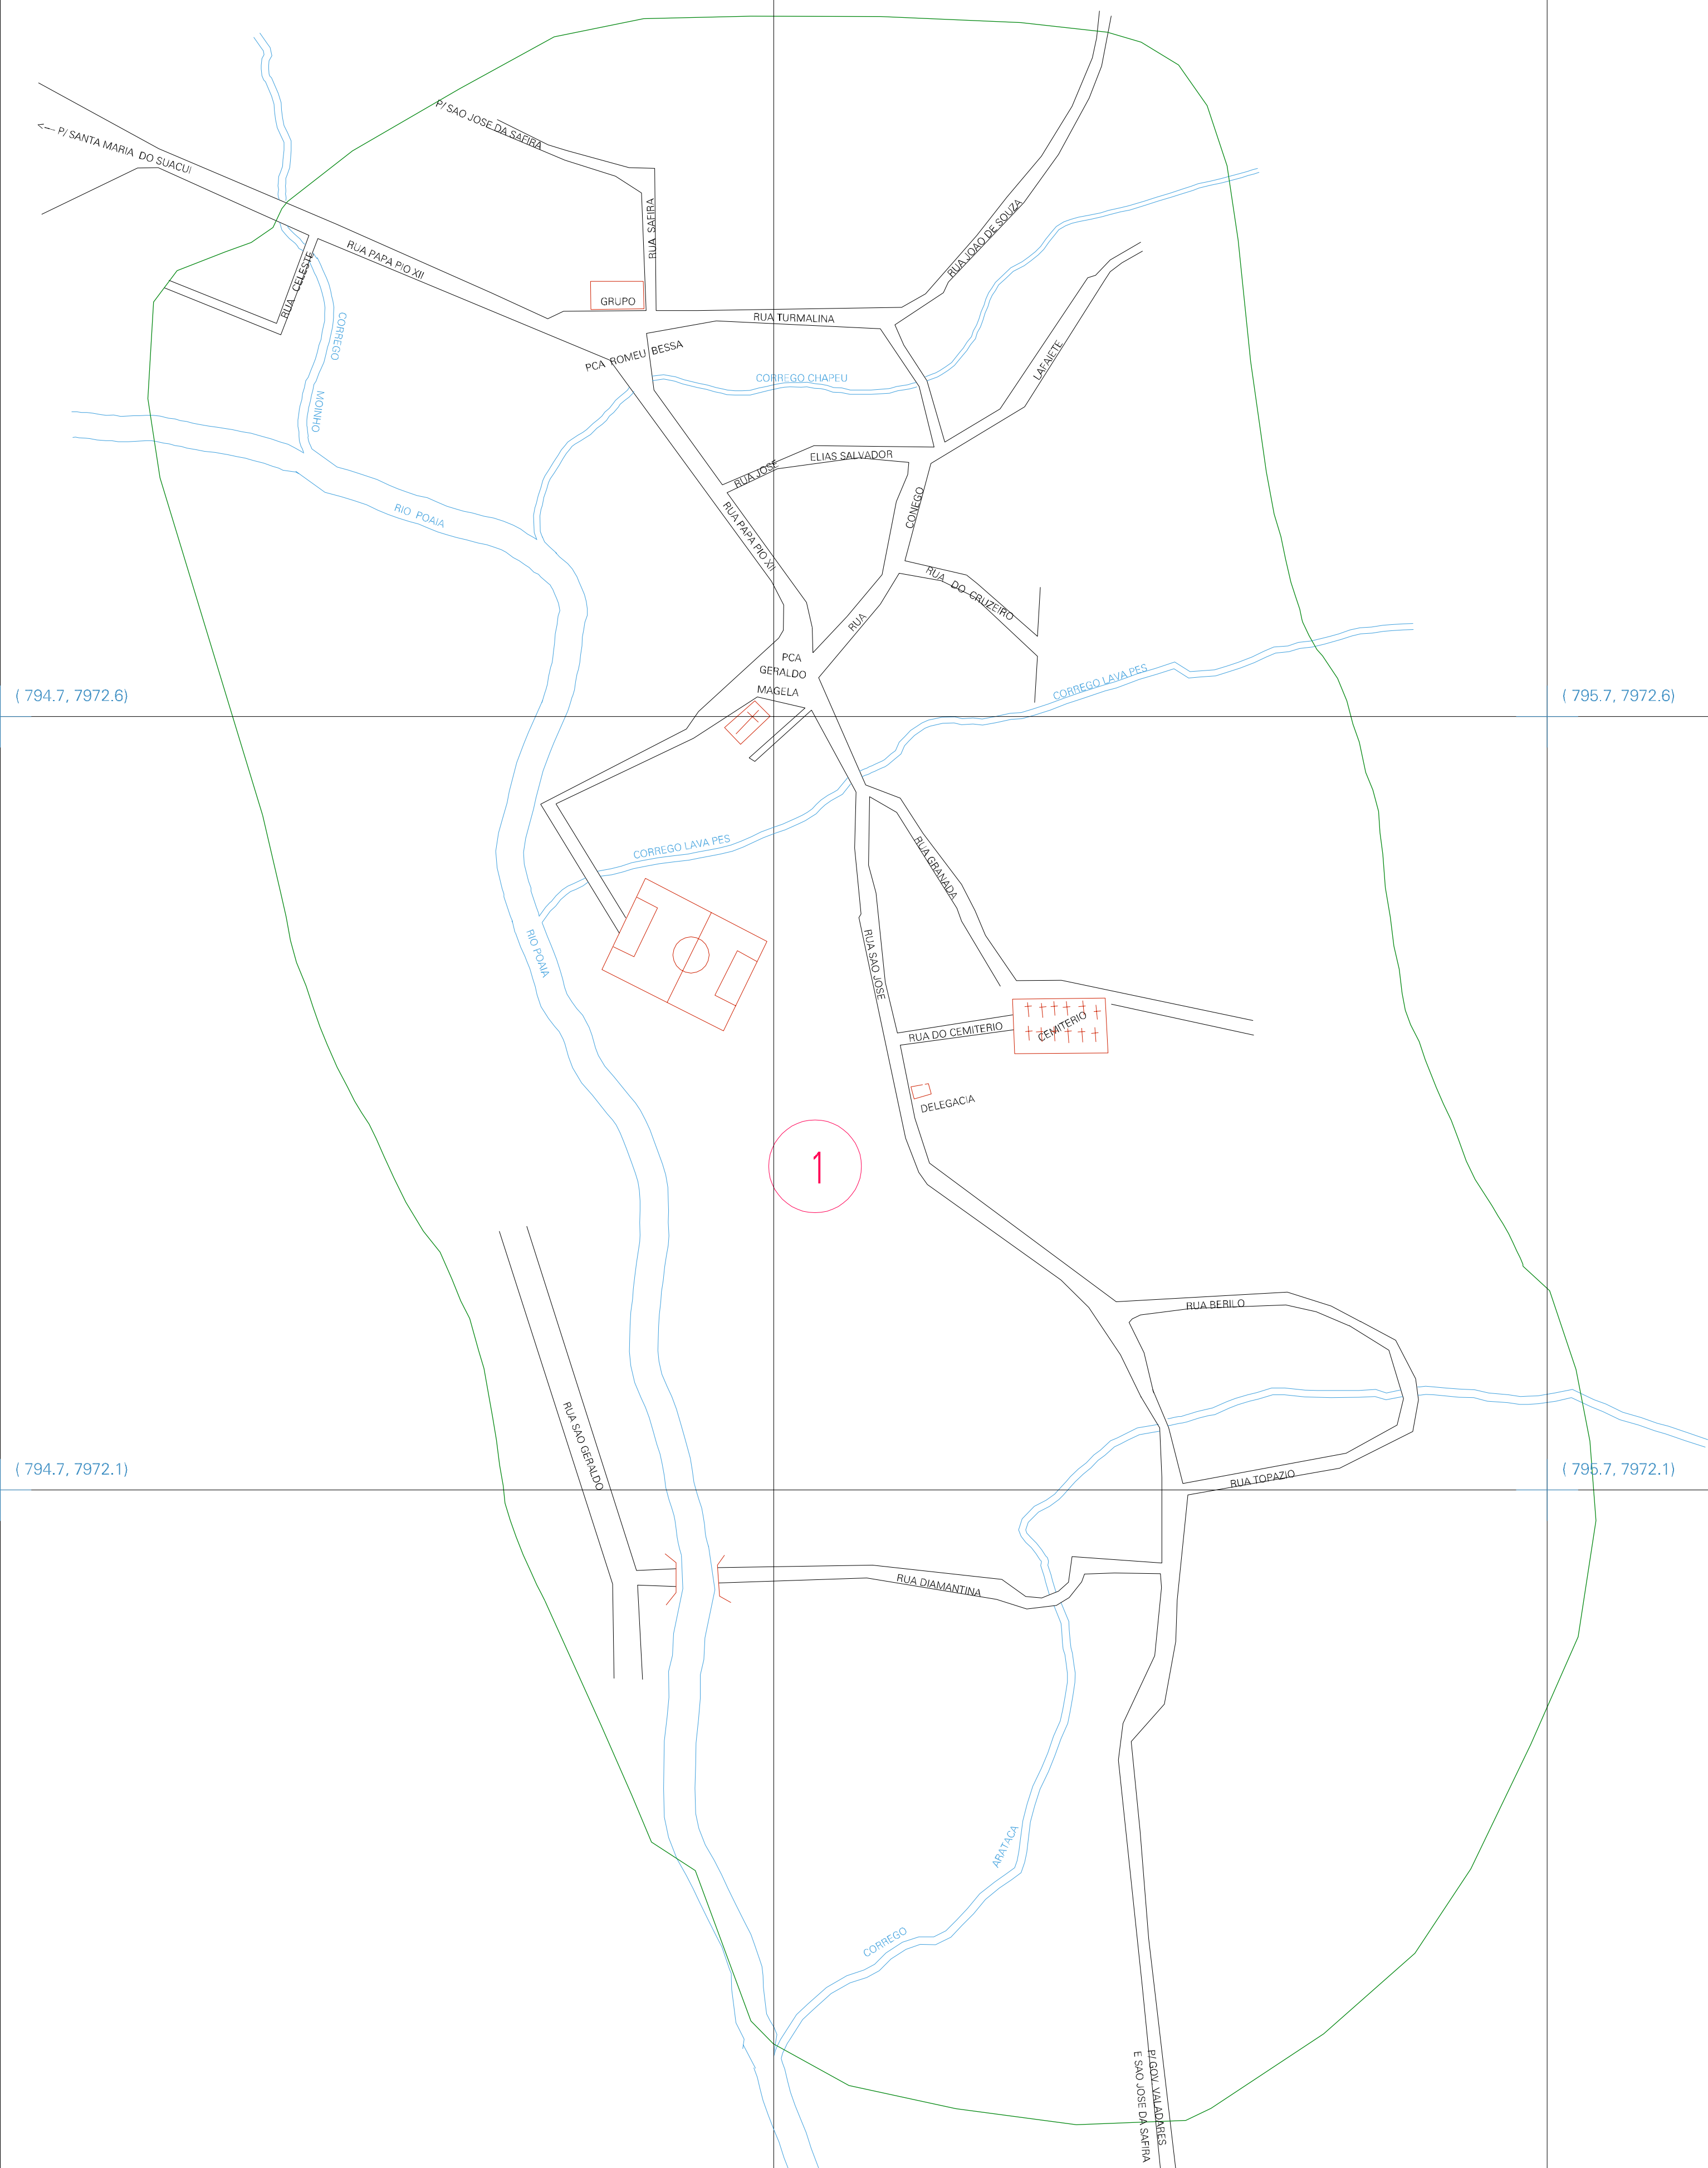 P/ SAO JOSE DA SAFIRA
<-- P/ SANTA MARIA DO SUACUI
RUA SAFIRA
RUA JOAO DE SOUZA
RUA PAPA PIO XII
RUA CELESTE
GRUPO
RUA TURMALINA
CORREGO
MOINHO
PCA ROMEU BESSA
LAFAIETE
CORREGO CHAPEU
RUA JOSE
ELIAS SALVADOR
RIO POAIA
RUA PAPA PIO XII
CONEGO
RUA DO CRUZEIRO
RUA
PCA
GERALDO
MAGELA
CORREGO LAVA PES
( 794.7, 7972.6)
( 795.7, 7972.6)
CORREGO LAVA PES
RUA GRANADA
RIO POAIA
RUA SAO JOSE
RUA DO CEMITERIO
CEMITERIO
DELEGACIA
1
RUA BERILO
RUA SAO GERALDO
( 794.7, 7972.1)
( 795.7, 7972.1)
RUA TOPAZIO
RUA DIAMANTINA
ARATACA
CORREGO
P/ GOV. VALADARES
E SAO JOSE DA SAFIRA